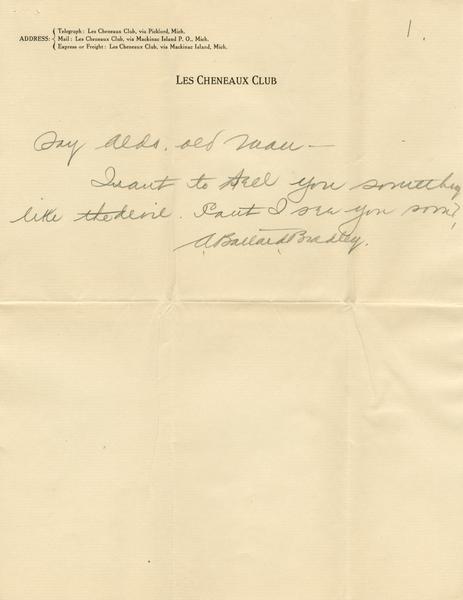 ADDRESS: { Telegraph: Les Cheneaux Club, via Pickford, Mich.
Mail: Les Cheneaux Club, via Mackinac Island P. O., Mich.
Express or Freight: Les Cheneaux Club, via Mackinac Island, Mich.
1.
LES CHENEAUX CLUB
Say Aldo, old man —
I want to tell you something
like the devil. Can't I see you soon?
A. Ballard Bradley.